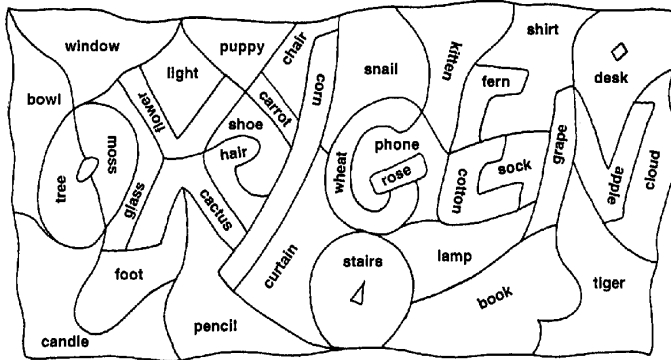 window
puppy
chair
shirt
light
snail
kitten
desk
bowl
flower
corn
fern
carrot
shoe
moss
hair
wheat
phone
grape
sock
cloud
tree
glass
rose
cotton
apple
cactus
foot
curtain
stairs
lamp
tiger
book
pencil
candle